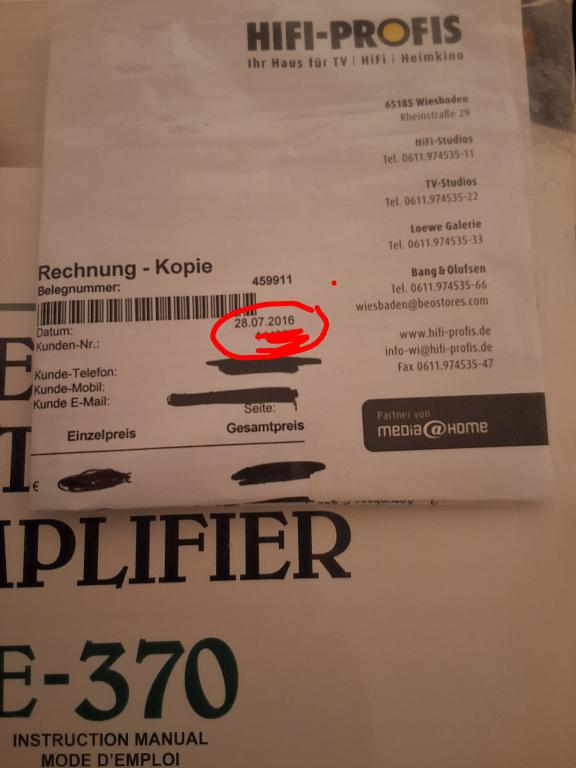 HIFI-PROFIS
Ihr Haus für TV | HiFi | Heimkino
65185 Wiesbaden
Rheinstraße 29
HiFi-Studios
Tel. 0611.974535-11
TV-Studios
Tel. 0611.974535-22
Loewe Galerie
Tel. 0611.974535-33
Bang & Olufsen
Tel. 0611.974535-66
wiesbaden@beostores.com
www.hifi-profis.de
info-wi@hifi-profis.de
Fax 0611.974535-47
Partner von
media@HOME
Rechnung - Kopie
Belegnummer: 459911
Datum: 28.07.2016
Kunden-Nr.:
Kunde-Telefon:
Kunde-Mobil:
Kunde E-Mail:
Seite: 1
Einzelpreis Gesamtpreis
€
E
T
MPLIFIER
E-370
INSTRUCTION MANUAL
MODE D'EMPLOI